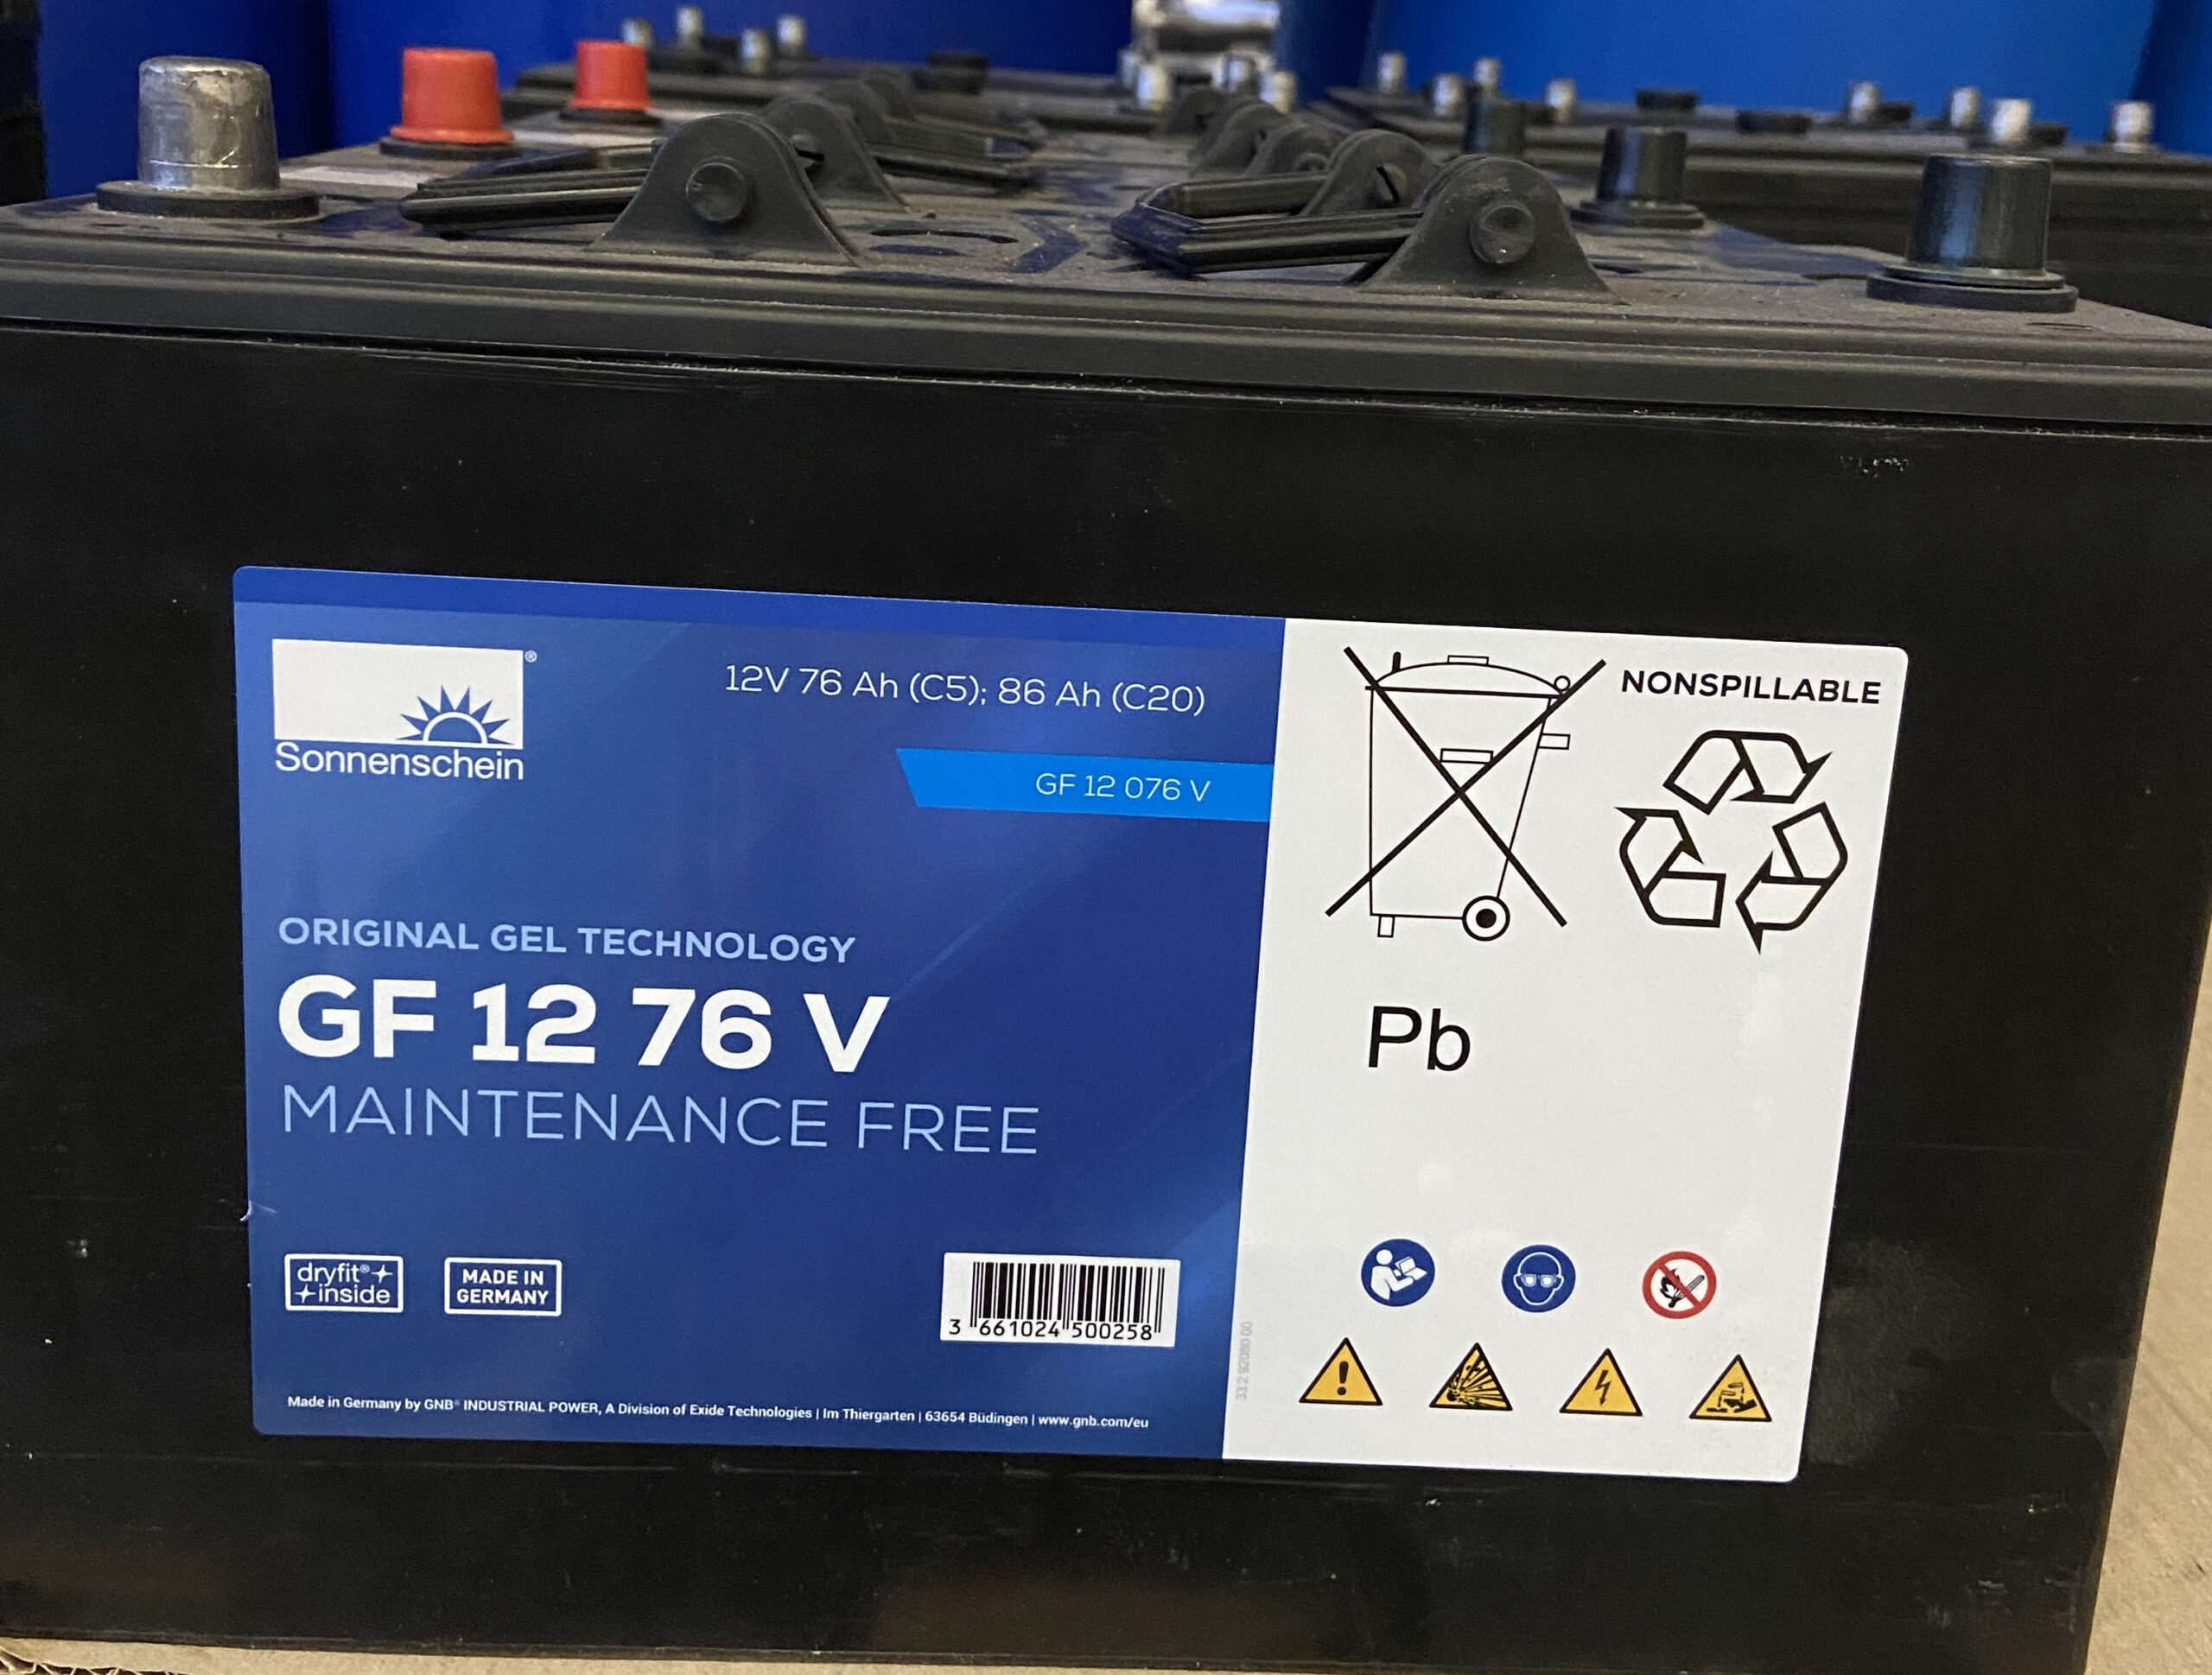 Sonnenschein®
12V 76 Ah (C5); 86 Ah (C20)
GF 12 076 V
ORIGINAL GEL TECHNOLOGY
GF 12 76 V
MAINTENANCE FREE
dryfit®
inside
MADE IN
GERMANY
3 661024 500258
Made in Germany by GNB® INDUSTRIAL POWER, A Division of Exide Technologies | Im Thiergarten | 63654 Büdingen | www.gnb.com/eu
NONSPILLABLE
Pb